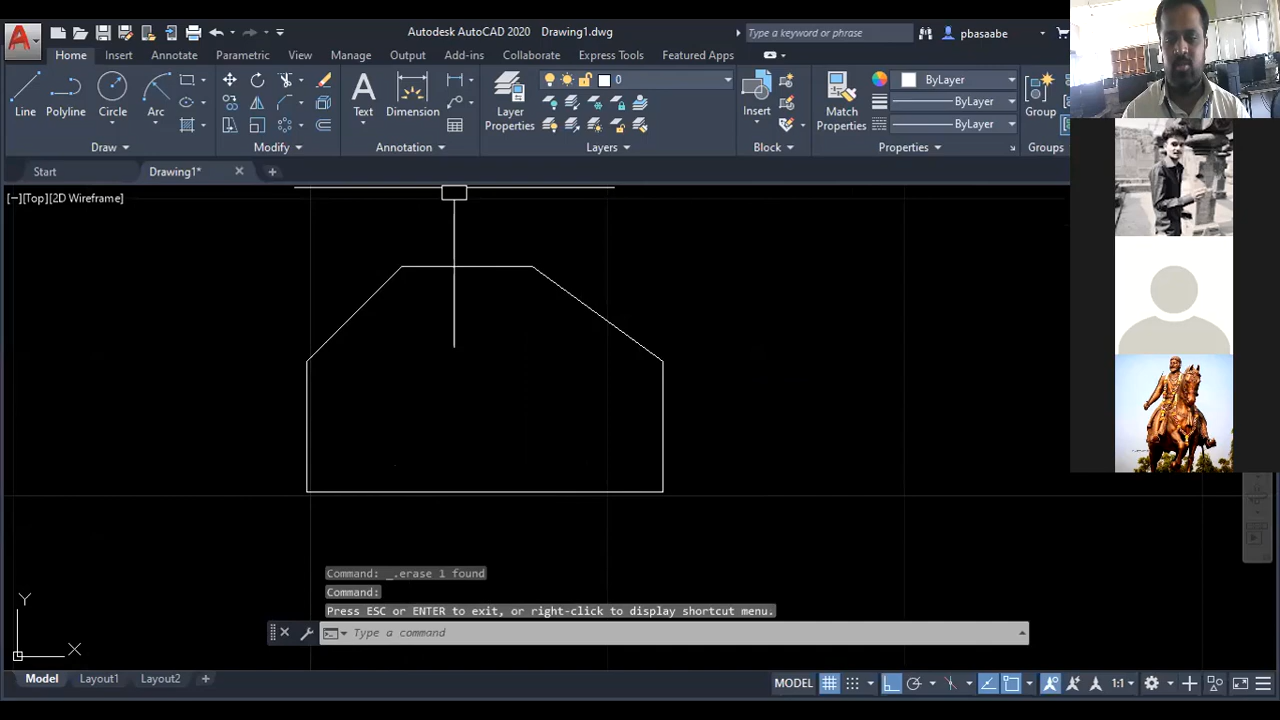 Autodesk AutoCAD 2020 Drawing1.dwg
Type a keyword or phrase
pbasaabe
Home Insert Annotate Parametric View Manage Output Add-ins Collaborate Express Tools Featured Apps
Line Polyline Circle Arc
Text Dimension
Layer Properties
0
Insert
Match Properties
ByLayer
ByLayer
ByLayer
Group
Draw Modify Annotation Layers Block Properties Groups
Start Drawing1*
[−][Top][2D Wireframe]
Y
X
Command: _.erase 1 found
Command:
Press ESC or ENTER to exit, or right-click to display shortcut menu.
Type a command
Model Layout1 Layout2
MODEL 1:1